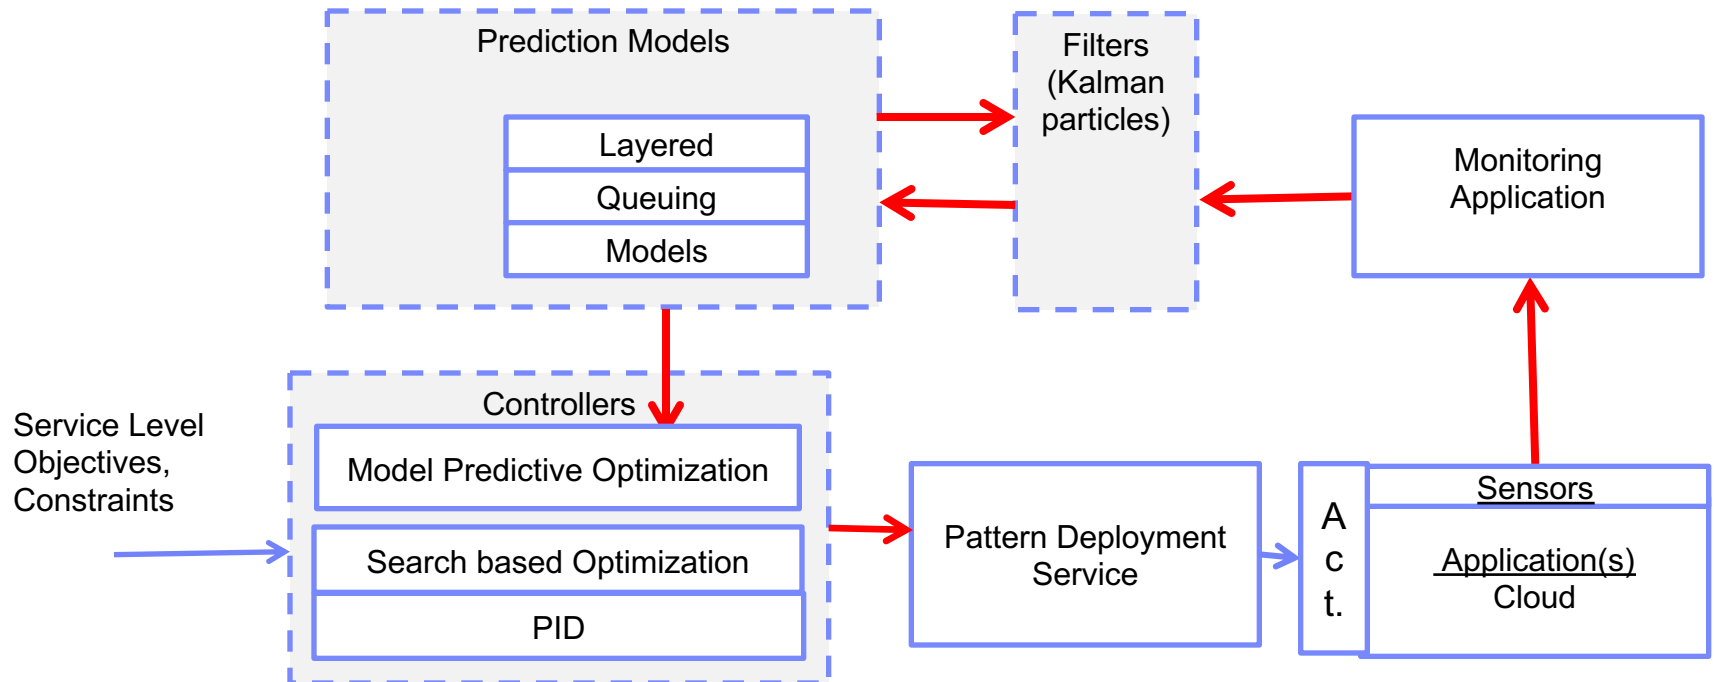 Prediction Models
Layered
Queuing
Models
Filters
(Kalman
particles)
Monitoring
Application
Service Level
Objectives,
Constraints
Controllers
Model Predictive Optimization
Search based Optimization
PID
Pattern Deployment
Service
A
c
t.
Sensors
Application(s)
Cloud